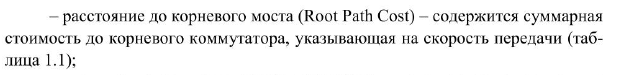 – расстояние до корневого моста (Root Path Cost) – содержится суммарная
стоимость до корневого коммутатора, указывающая на скорость передачи (таб-
лица 1.1);